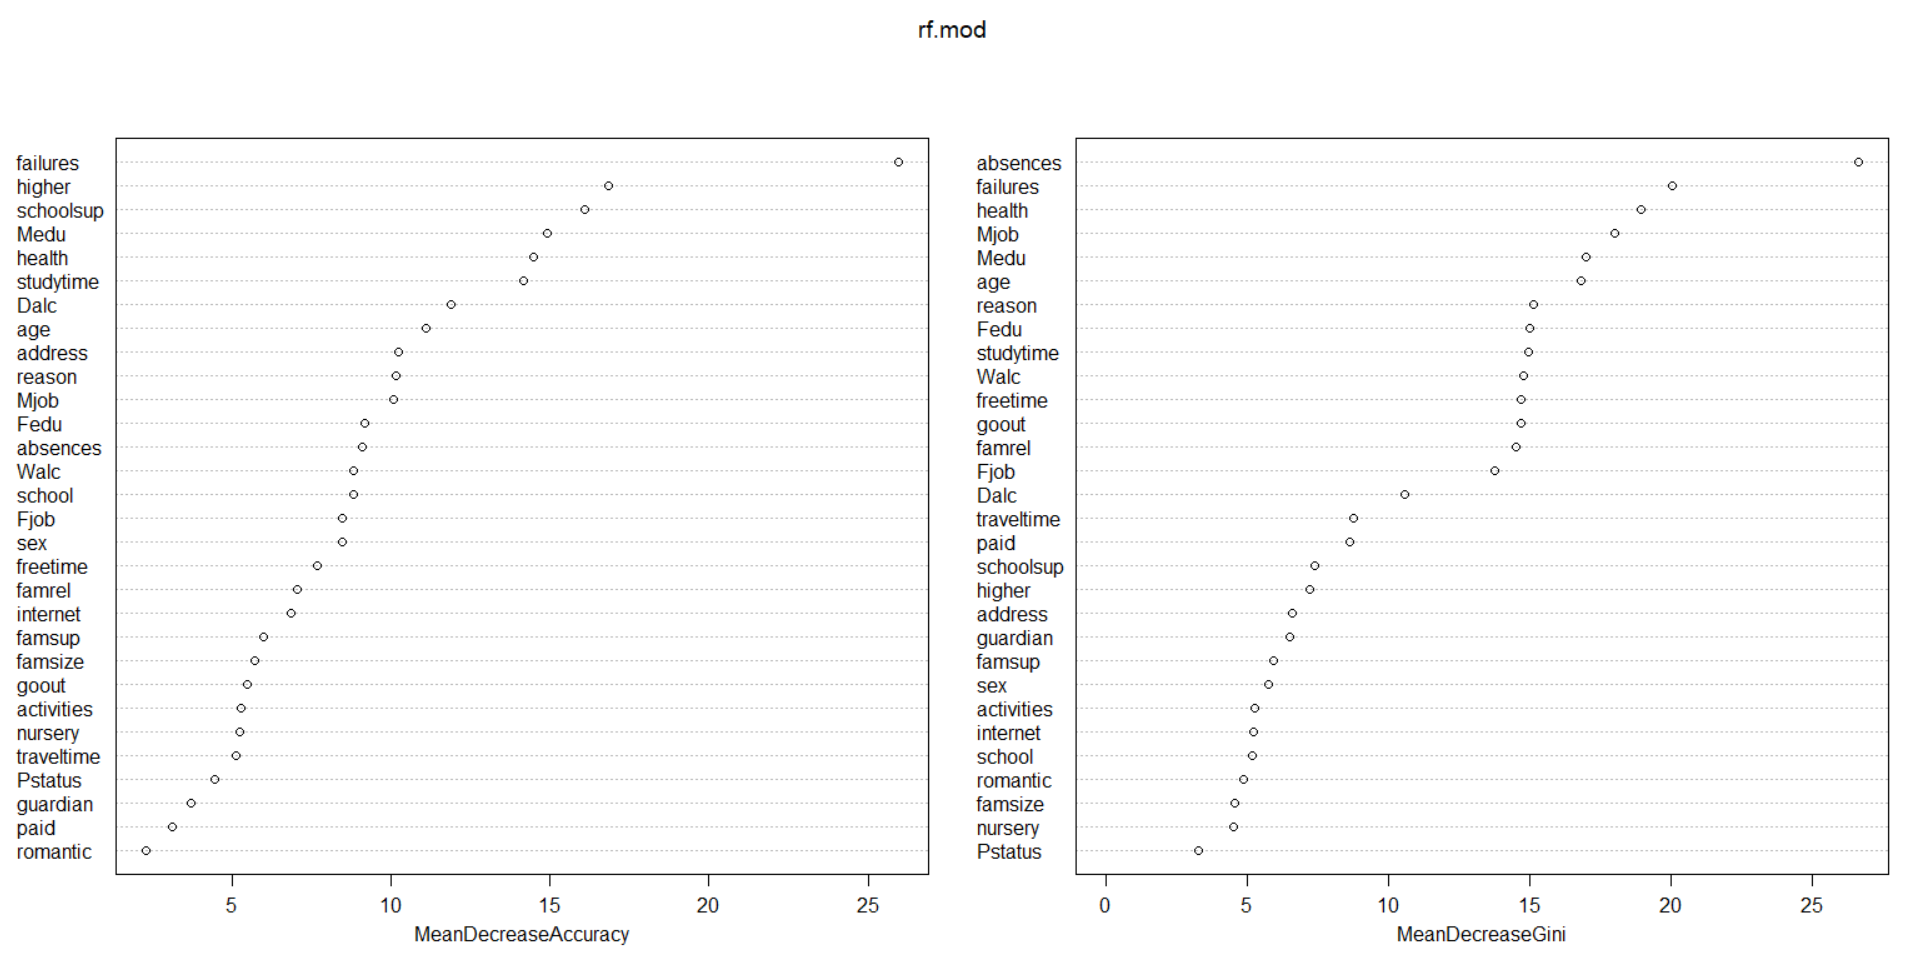 rf.mod
failures
higher
schoolsup
Medu
health
studytime
Dalc
age
address
reason
Mjob
Fedu
absences
Walc
school
Fjob
sex
freetime
famrel
internet
famsup
famsize
goout
activities
nursery
traveltime
Pstatus
guardian
paid
romantic
5 10 15 20 25
MeanDecreaseAccuracy
absences
failures
health
Mjob
Medu
age
reason
Fedu
studytime
Walc
freetime
goout
famrel
Fjob
Dalc
traveltime
paid
schoolsup
higher
address
guardian
famsup
sex
activities
internet
school
romantic
famsize
nursery
Pstatus
0 5 10 15 20 25
MeanDecreaseGini